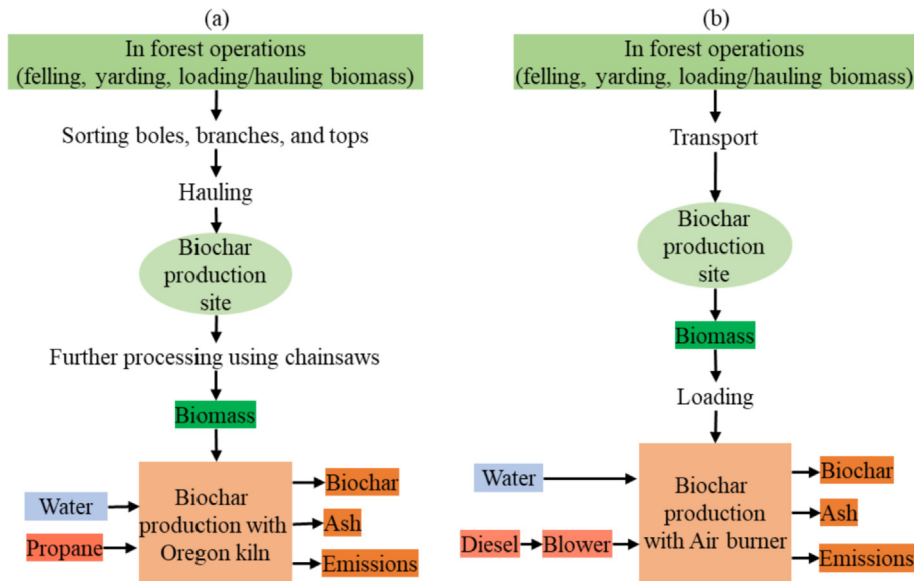 (a)
In forest operations
(felling, yarding, loading/hauling biomass)
Sorting boles, branches, and tops
Hauling
Biochar
production
site
Further processing using chainsaws
Biomass
Water
Propane
Biochar
production with
Oregon kiln
Biochar
Ash
Emissions
(b)
In forest operations
(felling, yarding, loading/hauling biomass)
Transport
Biochar
production
site
Biomass
Loading
Water
Diesel
Blower
Biochar
production
with Air burner
Biochar
Ash
Emissions